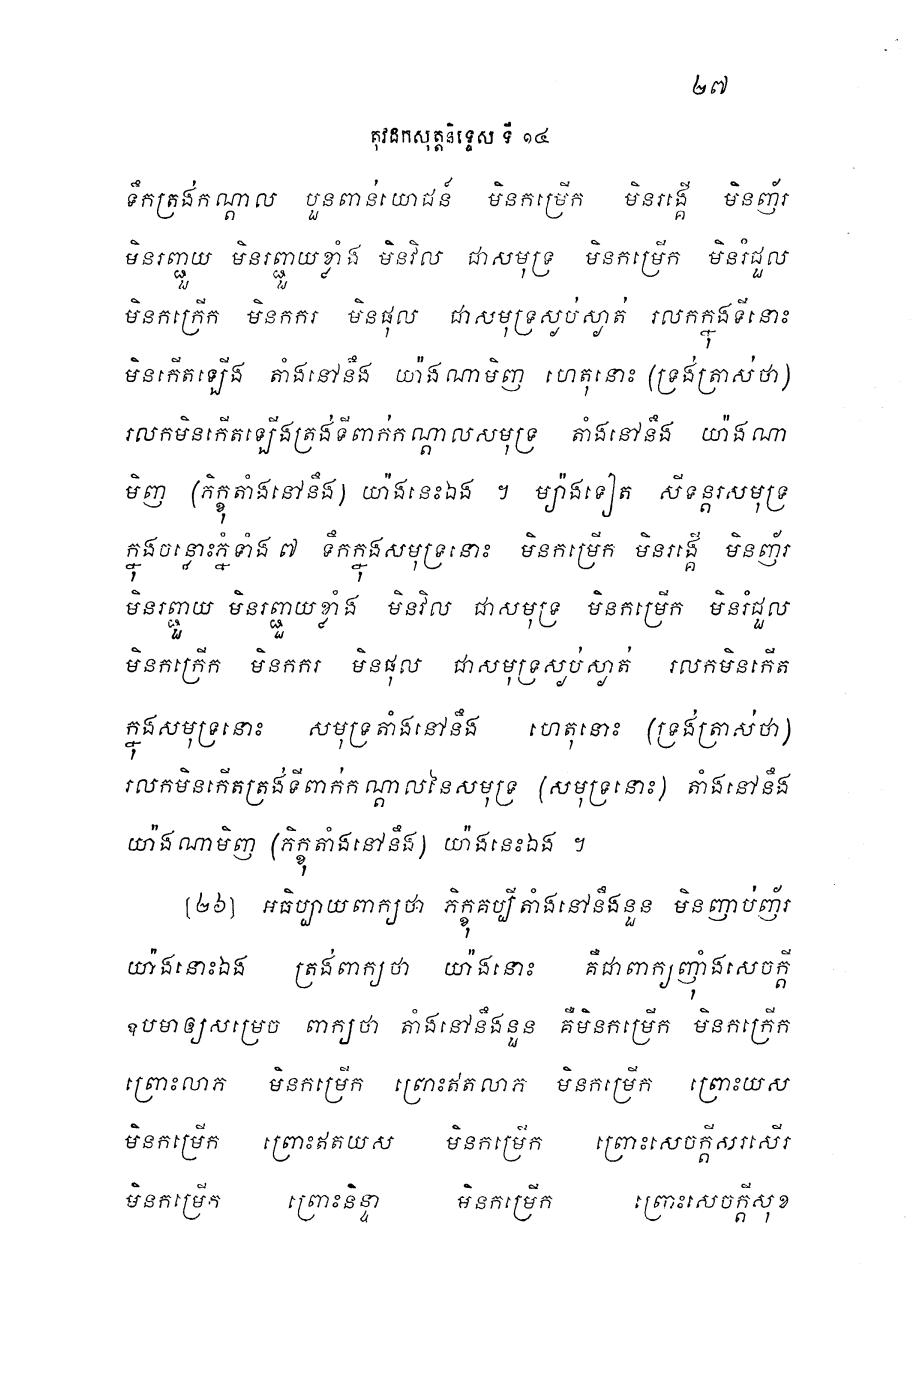 ២៧
តុវដកសុត្តនិទ្ទេស ទី ១៤
ទឹកត្រង់កណ្តាល បួនពាន់យោជន៍ មិនកម្រើក មិនរង្គើ មិនញ័រ
មិនរញ្ជួយ មិនរញ្ជួយខ្លាំង មិនវិល ជាសមុទ្រ មិនកម្រើក មិនរំជួល
មិនកក្រើក មិនកករ មិនផុល ជាសមុទ្រស្ងប់ស្ងាត់ រលកក្នុងទីនោះ
មិនកើតឡើង តាំងនៅនឹង យ៉ាងណាមិញ ហេតុនោះ (ទ្រង់ត្រាស់ថា)
រលកមិនកើតឡើងត្រង់ទីពាក់កណ្តាលសមុទ្រ តាំងនៅនឹង យ៉ាងណា
មិញ (ភិក្ខុតាំងនៅនឹង) យ៉ាងនេះឯង ។ ម្យ៉ាងទៀត សីទន្តរសមុទ្រ
ក្នុងចន្លោះភ្នំទាំង ៧ ទឹកក្នុងសមុទ្រនោះ មិនកម្រើក មិនរង្គើ មិនញ័រ
មិនរញ្ជួយ មិនរញ្ជួយខ្លាំង មិនវិល ជាសមុទ្រ មិនកម្រើក មិនរំជួល
មិនកក្រើក មិនកករ មិនផុល ជាសមុទ្រស្ងប់ស្ងាត់ រលកមិនកើត
ក្នុងសមុទ្រនោះ សមុទ្រតាំងនៅនឹង ហេតុនោះ (ទ្រង់ត្រាស់ថា)
រលកមិនកើតត្រង់ទីពាក់កណ្តាលនៃសមុទ្រ (សមុទ្រនោះ) តាំងនៅនឹង
យ៉ាងណាមិញ (ភិក្ខុតាំងនៅនឹង) យ៉ាងនេះឯង ។
[២៦] អធិប្បាយពាក្យថា ភិក្ខុគប្បីតាំងនៅនឹងនួន មិនញាប់ញ័រ
យ៉ាងនោះឯង ត្រង់ពាក្យថា យ៉ាងនោះ គឺជាពាក្យញ៉ាំងសេចក្តី
ឧបមាឲ្យសម្រេច ពាក្យថា តាំងនៅនឹងនួន គឺមិនកម្រើក មិនកក្រើក
ព្រោះលាភ មិនកម្រើក ព្រោះឥតលាភ មិនកម្រើក ព្រោះយស
មិនកម្រើក ព្រោះឥតយស មិនកម្រើក ព្រោះសេចក្តីសរសើរ
មិនកម្រើក ព្រោះនិន្ទា មិនកម្រើក ព្រោះសេចក្តីសុខ